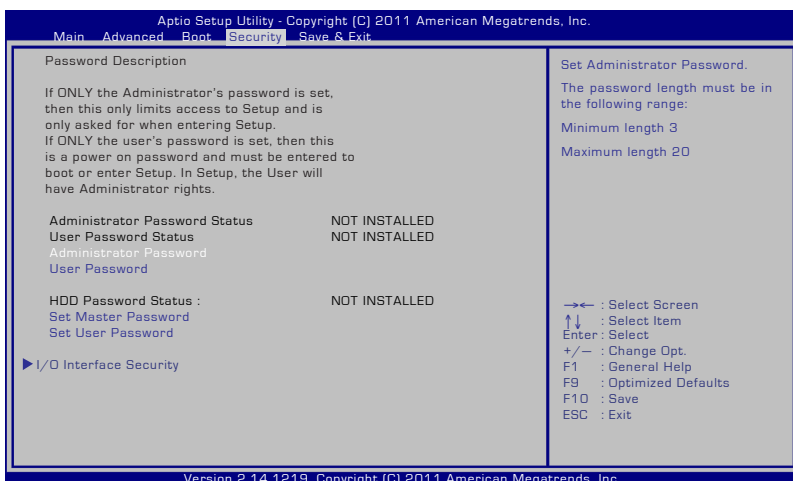 Aptio Setup Utility - Copyright (C) 2011 American Megatrends, Inc.
Main Advanced Boot Security Save & Exit
Password Description
If ONLY the Administrator's password is set,
then this only limits access to Setup and is
only asked for when entering Setup.
If ONLY the user's password is set, then this
is a power on password and must be entered to
boot or enter Setup. In Setup, the User will
have Administrator rights.
Administrator Password Status NOT INSTALLED
User Password Status NOT INSTALLED
Administrator Password
User Password
HDD Password Status : NOT INSTALLED
Set Master Password
Set User Password
▶I/O Interface Security
Set Administrator Password.
The password length must be in
the following range:
Minimum length 3
Maximum length 20
→← : Select Screen
↑↓ : Select Item
Enter : Select
+/— : Change Opt.
F1 : General Help
F9 : Optimized Defaults
F10 : Save
ESC : Exit
Version 2.14.1219. Copyright (C) 2011 American Megatrends, Inc.